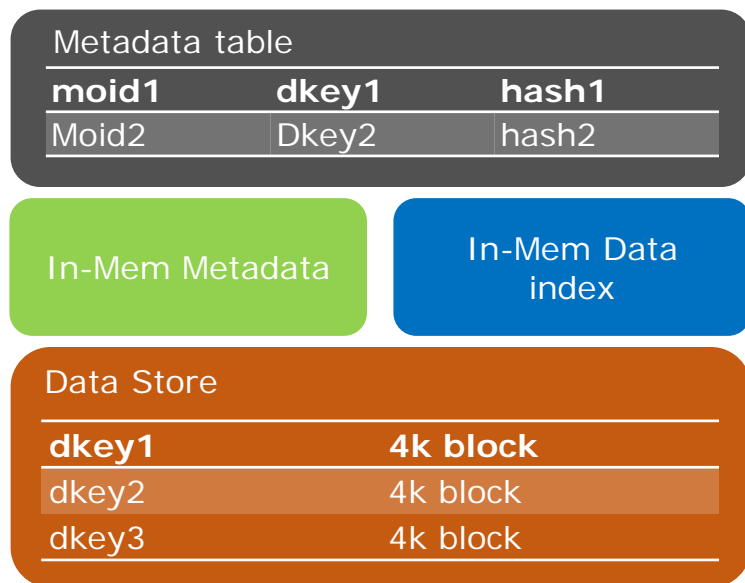 Metadata table
moid1 dkey1 hash1
Moid2 Dkey2 hash2
In-Mem Metadata
In-Mem Data
index
Data Store
dkey1 4k block
dkey2 4k block
dkey3 4k block